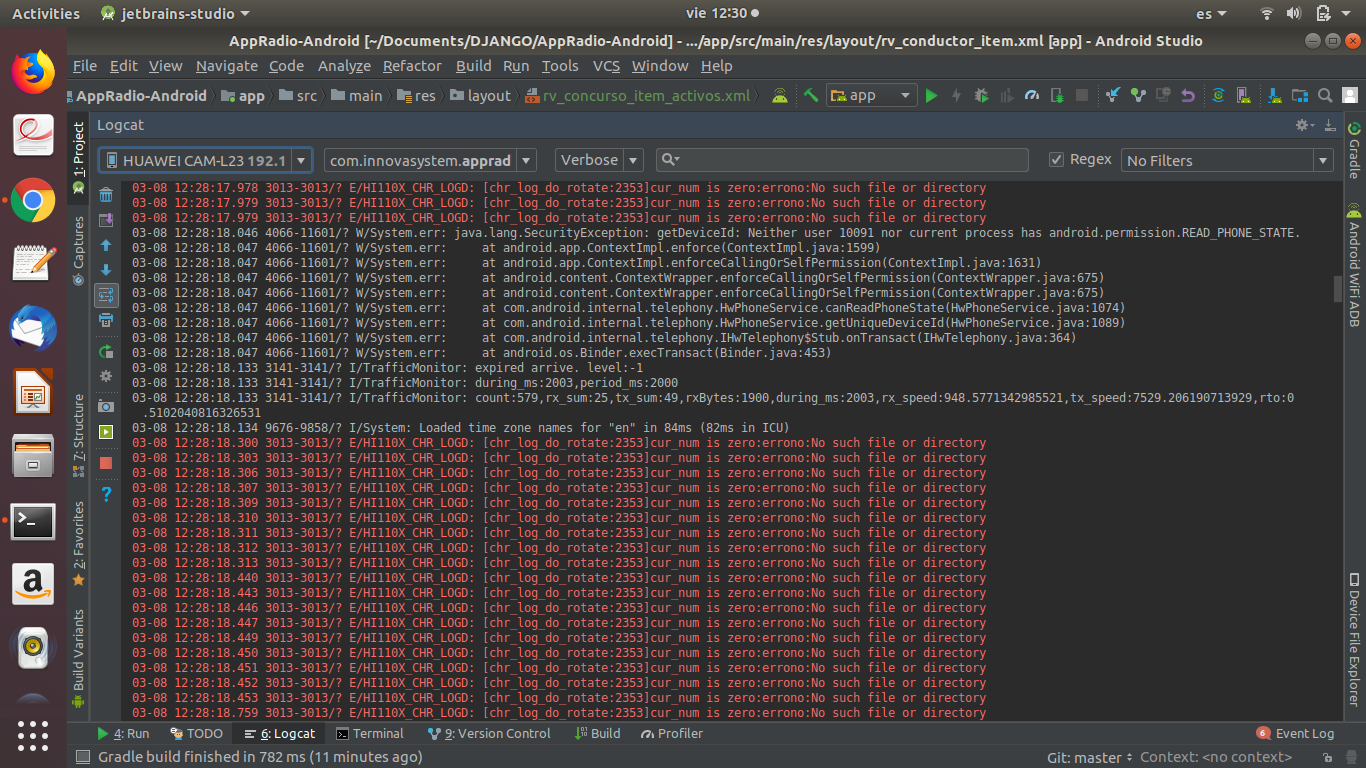 Activities jetbrains-studio vie 12:30 es
AppRadio-Android [~/Documents/DJANGO/AppRadio-Android] - .../app/src/main/res/layout/rv_conductor_item.xml [app] - Android Studio
File Edit View Navigate Code Analyze Refactor Build Run Tools VCS Window Help
AppRadio-Android app src main res layout rv_concurso_item_activos.xml app
Logcat
HUAWEI CAM-L23 192.1 com.innovasystem.apprad Verbose Regex No Filters
1: Project
Captures
7: Structure
2: Favorites
Build Variants
03-08 12:28:17.978 3013-3013/? E/HI110X_CHR_LOGD: [chr_log_do_rotate:2353]cur_num is zero:errono:No such file or directory
03-08 12:28:17.979 3013-3013/? E/HI110X_CHR_LOGD: [chr_log_do_rotate:2353]cur_num is zero:errono:No such file or directory
03-08 12:28:17.979 3013-3013/? E/HI110X_CHR_LOGD: [chr_log_do_rotate:2353]cur_num is zero:errono:No such file or directory
03-08 12:28:18.046 4066-11601/? W/System.err: java.lang.SecurityException: getDeviceId: Neither user 10091 nor current process has android.permission.READ_PHONE_STATE.
03-08 12:28:18.047 4066-11601/? W/System.err:     at android.app.ContextImpl.enforce(ContextImpl.java:1599)
03-08 12:28:18.047 4066-11601/? W/System.err:     at android.app.ContextImpl.enforceCallingOrSelfPermission(ContextImpl.java:1631)
03-08 12:28:18.047 4066-11601/? W/System.err:     at android.content.ContextWrapper.enforceCallingOrSelfPermission(ContextWrapper.java:675)
03-08 12:28:18.047 4066-11601/? W/System.err:     at android.content.ContextWrapper.enforceCallingOrSelfPermission(ContextWrapper.java:675)
03-08 12:28:18.047 4066-11601/? W/System.err:     at com.android.internal.telephony.HwPhoneService.canReadPhoneState(HwPhoneService.java:1074)
03-08 12:28:18.047 4066-11601/? W/System.err:     at com.android.internal.telephony.HwPhoneService.getUniqueDeviceId(HwPhoneService.java:1089)
03-08 12:28:18.047 4066-11601/? W/System.err:     at com.android.internal.telephony.IHwTelephony$Stub.onTransact(IHwTelephony.java:364)
03-08 12:28:18.047 4066-11601/? W/System.err:     at android.os.Binder.execTransact(Binder.java:453)
03-08 12:28:18.133 3141-3141/? I/TrafficMonitor: expired arrive. level:-1
03-08 12:28:18.133 3141-3141/? I/TrafficMonitor: during_ms:2003,period_ms:2000
03-08 12:28:18.133 3141-3141/? I/TrafficMonitor: count:579,rx_sum:25,tx_sum:49,rxBytes:1900,during_ms:2003,rx_speed:948.5771342985521,tx_speed:7529.206190713929,rto:0
.5102040816326531
03-08 12:28:18.134 9676-9858/? I/System: Loaded time zone names for "en" in 84ms (82ms in ICU)
03-08 12:28:18.300 3013-3013/? E/HI110X_CHR_LOGD: [chr_log_do_rotate:2353]cur_num is zero:errono:No such file or directory
03-08 12:28:18.303 3013-3013/? E/HI110X_CHR_LOGD: [chr_log_do_rotate:2353]cur_num is zero:errono:No such file or directory
03-08 12:28:18.306 3013-3013/? E/HI110X_CHR_LOGD: [chr_log_do_rotate:2353]cur_num is zero:errono:No such file or directory
03-08 12:28:18.307 3013-3013/? E/HI110X_CHR_LOGD: [chr_log_do_rotate:2353]cur_num is zero:errono:No such file or directory
03-08 12:28:18.309 3013-3013/? E/HI110X_CHR_LOGD: [chr_log_do_rotate:2353]cur_num is zero:errono:No such file or directory
03-08 12:28:18.310 3013-3013/? E/HI110X_CHR_LOGD: [chr_log_do_rotate:2353]cur_num is zero:errono:No such file or directory
03-08 12:28:18.311 3013-3013/? E/HI110X_CHR_LOGD: [chr_log_do_rotate:2353]cur_num is zero:errono:No such file or directory
03-08 12:28:18.312 3013-3013/? E/HI110X_CHR_LOGD: [chr_log_do_rotate:2353]cur_num is zero:errono:No such file or directory
03-08 12:28:18.313 3013-3013/? E/HI110X_CHR_LOGD: [chr_log_do_rotate:2353]cur_num is zero:errono:No such file or directory
03-08 12:28:18.440 3013-3013/? E/HI110X_CHR_LOGD: [chr_log_do_rotate:2353]cur_num is zero:errono:No such file or directory
03-08 12:28:18.443 3013-3013/? E/HI110X_CHR_LOGD: [chr_log_do_rotate:2353]cur_num is zero:errono:No such file or directory
03-08 12:28:18.446 3013-3013/? E/HI110X_CHR_LOGD: [chr_log_do_rotate:2353]cur_num is zero:errono:No such file or directory
03-08 12:28:18.447 3013-3013/? E/HI110X_CHR_LOGD: [chr_log_do_rotate:2353]cur_num is zero:errono:No such file or directory
03-08 12:28:18.449 3013-3013/? E/HI110X_CHR_LOGD: [chr_log_do_rotate:2353]cur_num is zero:errono:No such file or directory
03-08 12:28:18.450 3013-3013/? E/HI110X_CHR_LOGD: [chr_log_do_rotate:2353]cur_num is zero:errono:No such file or directory
03-08 12:28:18.451 3013-3013/? E/HI110X_CHR_LOGD: [chr_log_do_rotate:2353]cur_num is zero:errono:No such file or directory
03-08 12:28:18.452 3013-3013/? E/HI110X_CHR_LOGD: [chr_log_do_rotate:2353]cur_num is zero:errono:No such file or directory
03-08 12:28:18.453 3013-3013/? E/HI110X_CHR_LOGD: [chr_log_do_rotate:2353]cur_num is zero:errono:No such file or directory
03-08 12:28:18.759 3013-3013/? E/HI110X_CHR_LOGD: [chr_log_do_rotate:2353]cur_num is zero:errono:No such file or directory
Gradle
Android WiFi ADB
Device File Explorer
4: Run TODO 6: Logcat Terminal 9: Version Control Build Profiler 6 Event Log
Gradle build finished in 782 ms (11 minutes ago) Git: master Context: <no context>